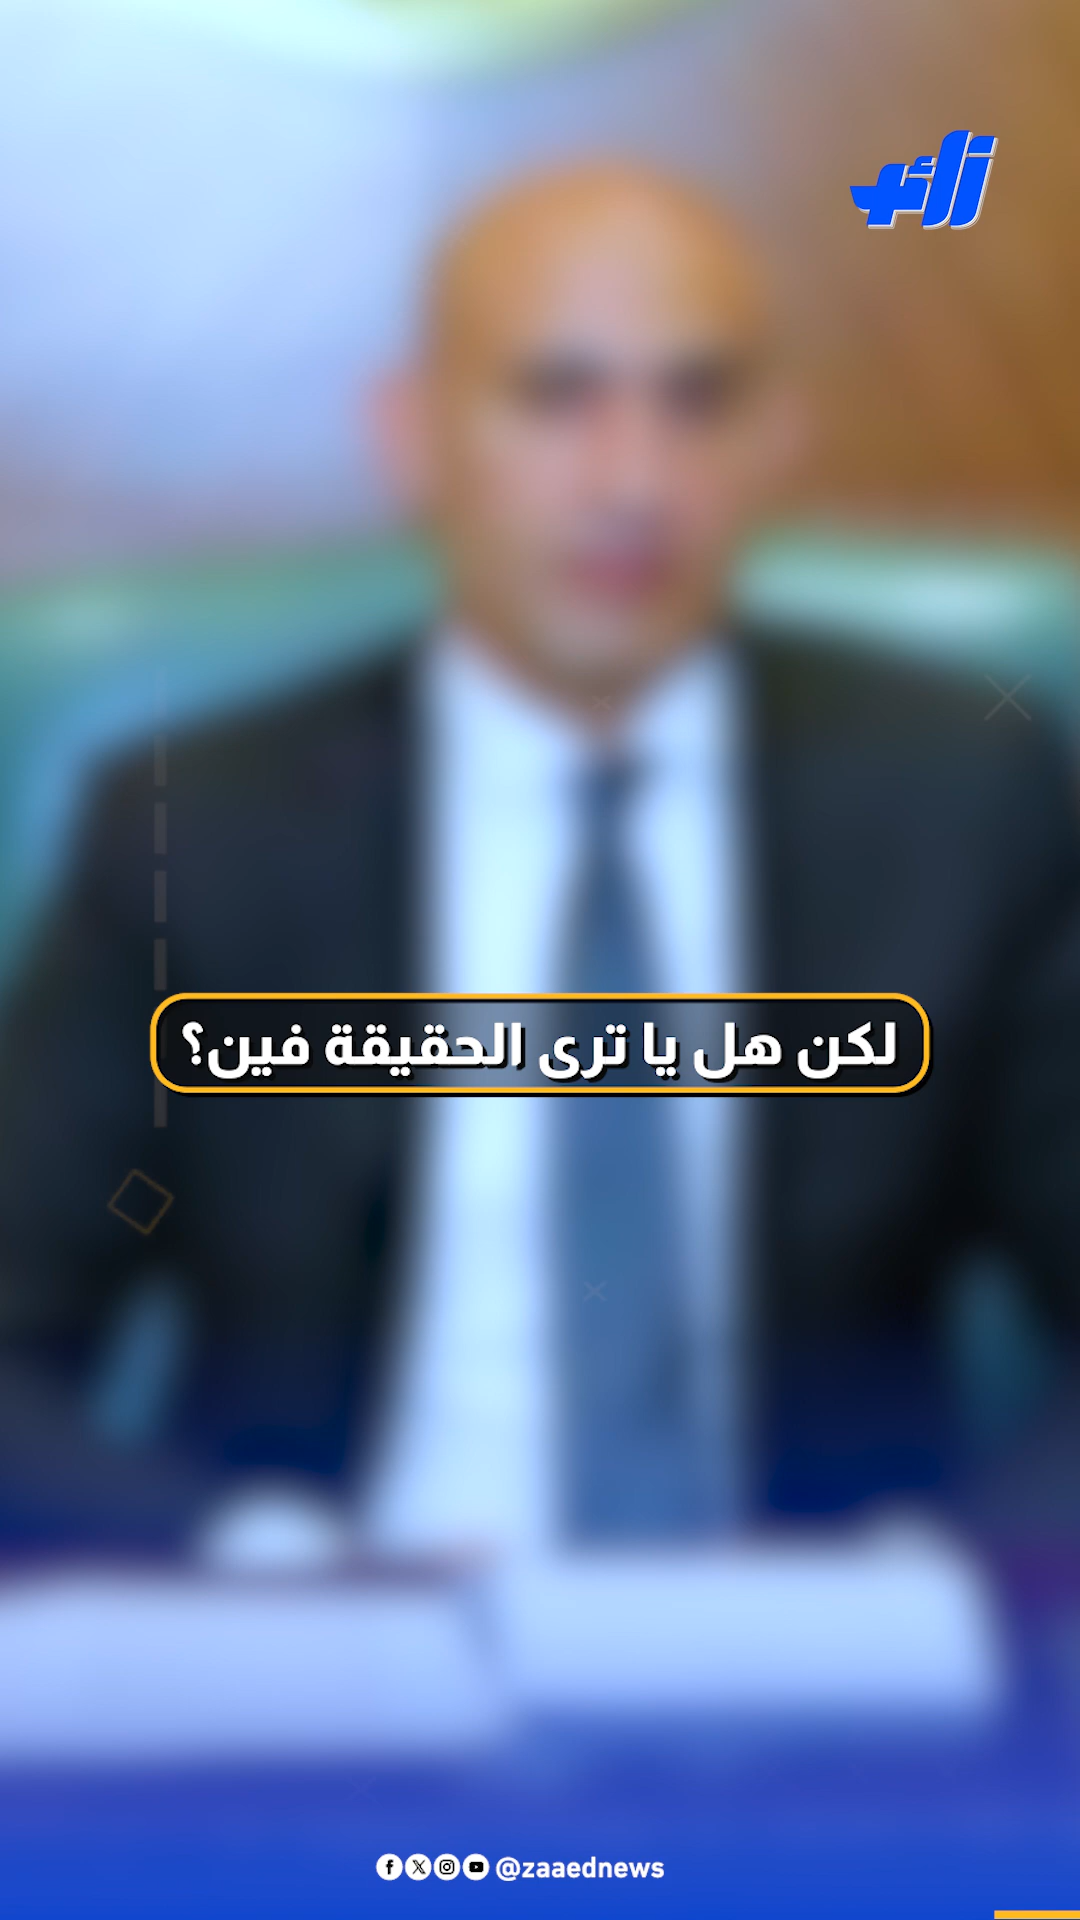 زائد
لكن هل يا ترى الحقيقة فين؟
@zaaednews